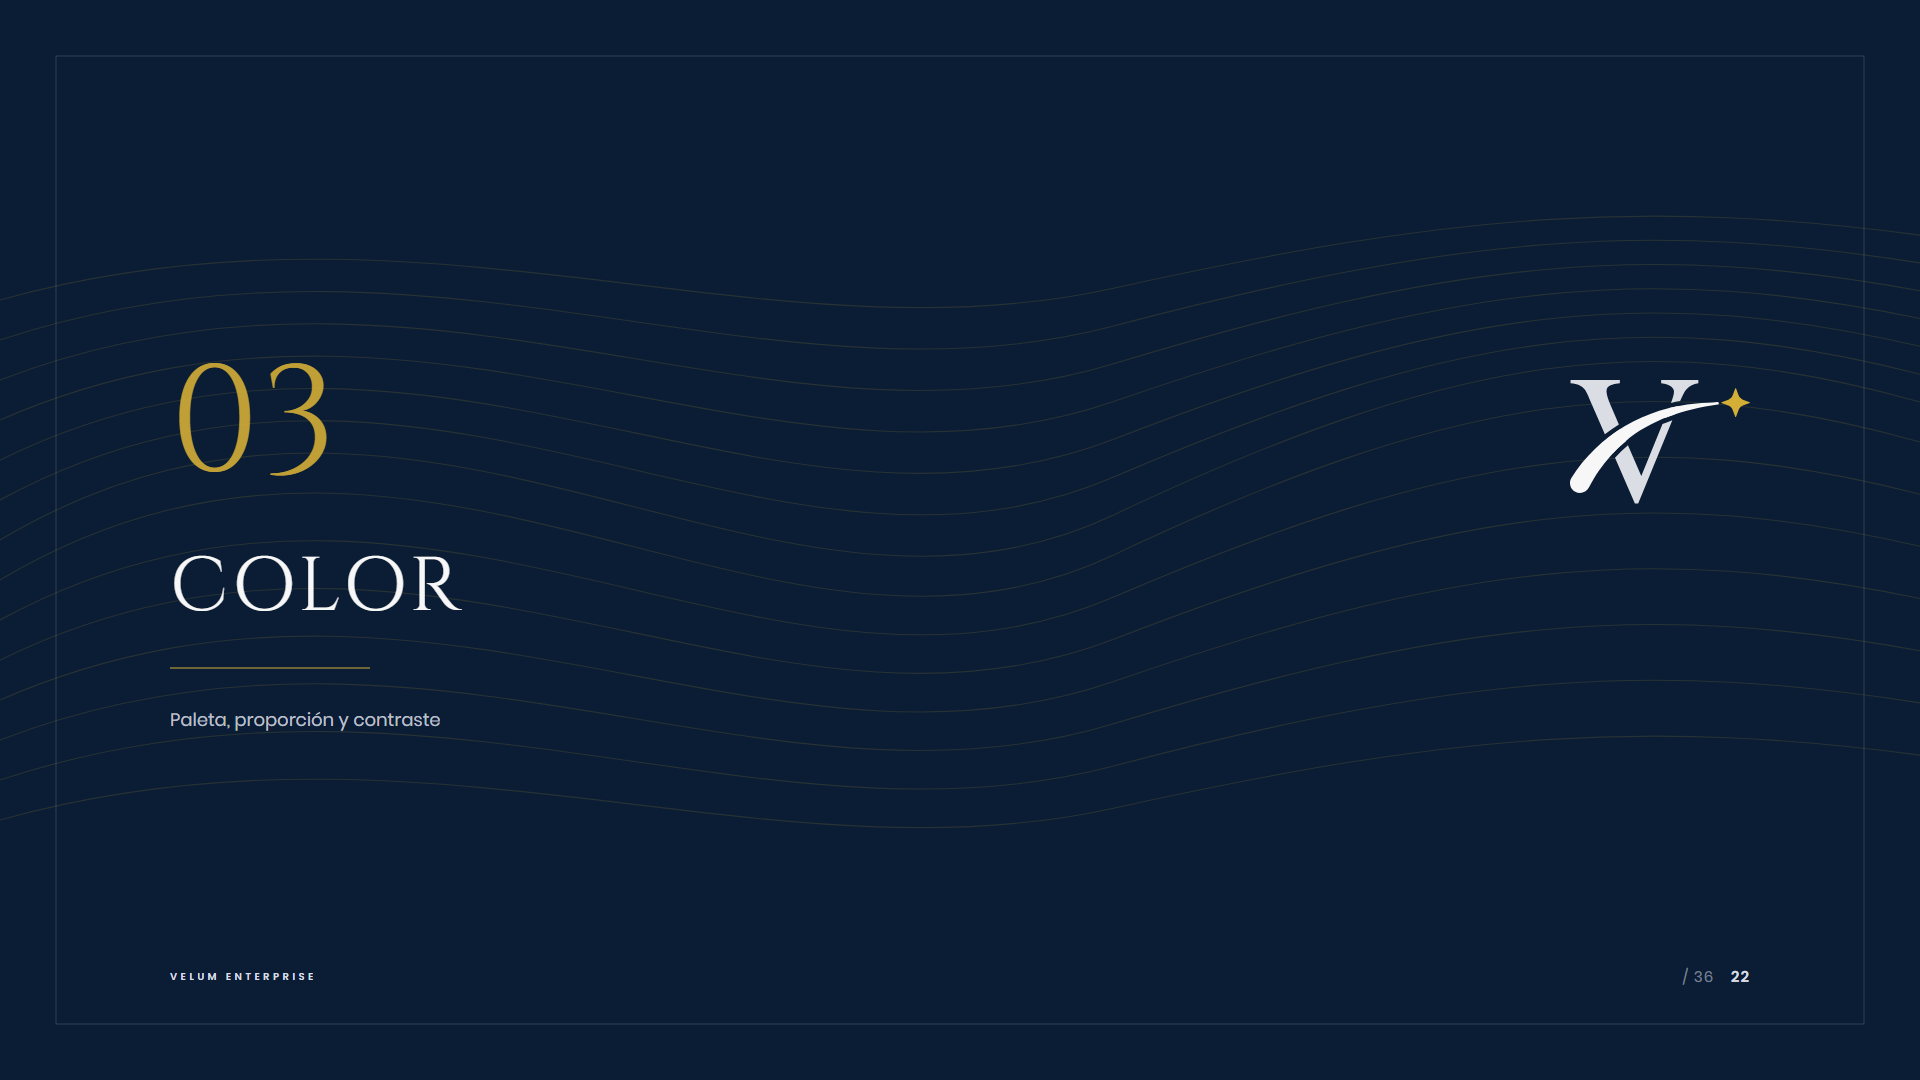 03
COLOR
Paleta, proporción y contraste
VELUM ENTERPRISE
/ 36 22